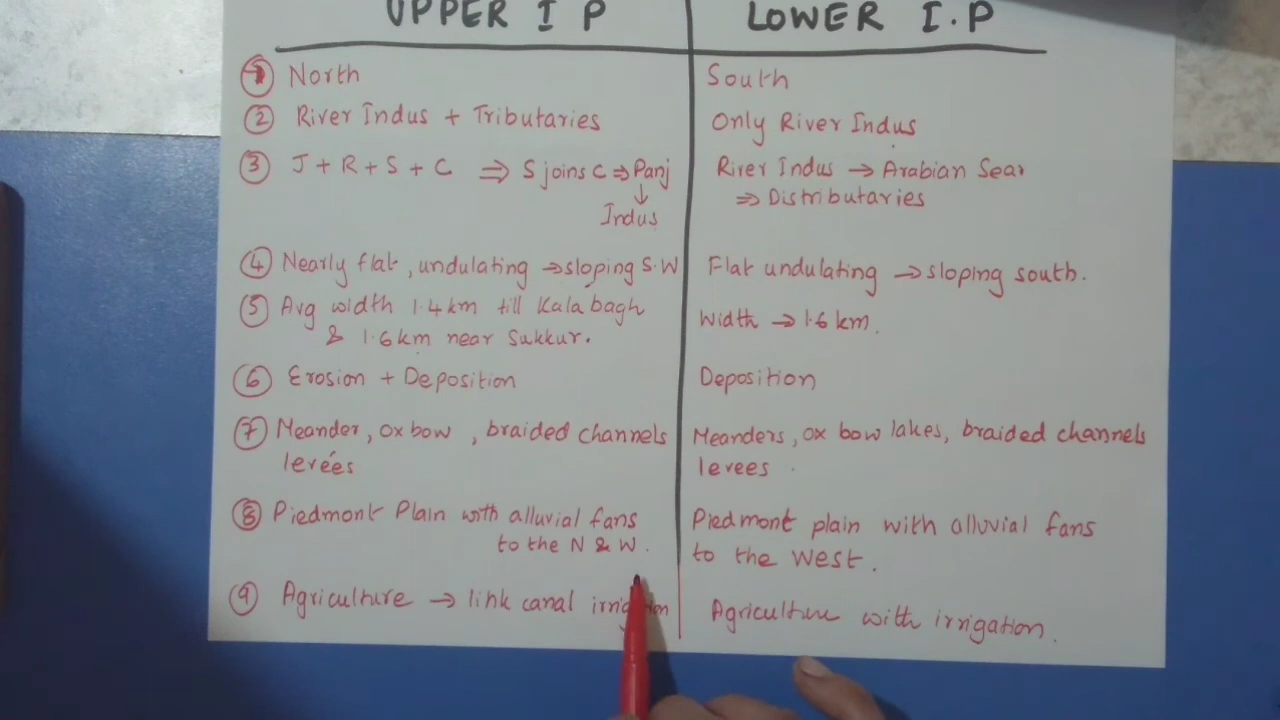 UPPER I P
LOWER I.P
① North
South
② River Indus + Tributaries
Only River Indus
③ J + R + S + C ⇒ S joins C ⇒ Panj
↓
Indus
River Indus → Arabian Sea
⇒ Distributaries
④ Nearly flat, undulating → sloping S.W
Flat undulating → sloping south.
⑤ Avg width 1.4 km till Kalabagh
& 1.6 km near Sukkur.
Width → 1.6 km.
⑥ Erosion + Deposition
Deposition
⑦ Meander, ox bow , braided channels
levees
Meanders, ox bow lakes, braided channels
levees
⑧ Piedmont Plain with alluvial fans
to the N & W.
Piedmont plain with alluvial fans
to the West.
⑨ Agriculture → link canal irrigation
Agriculture with irrigation.